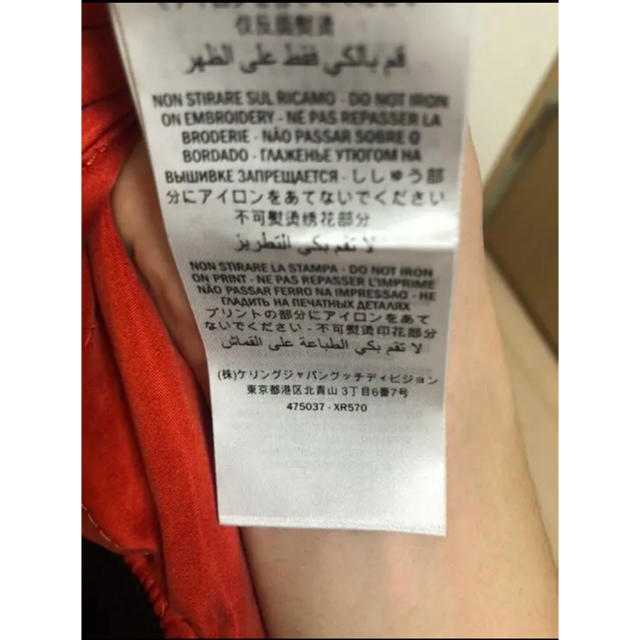 仅反面熨烫
قم بالكي فقط على الظهر
NON STIRARE SUL RICAMO - DO NOT IRON
ON EMBROIDERY - NE PAS REPASSER LA
BRODERIE - NÃO PASSAR SOBRE O
BORDADO - ГЛАЖЕНЬЕ УТЮГОМ НА
ВЫШИВКЕ ЗАПРЕЩАЕТСЯ - ししゅう部
分にアイロンをあてないでください
不可熨烫绣花部分
لا تقم بكي التطريز
NON STIRARE LA STAMPA - DO NOT IRON
ON PRINT - NE PAS REPASSER L'IMPRIME
NÃO PASSAR FERRO NA IMPRESSAO - НЕ
ГЛАДИТЬ НА ПЕЧАТНЫХ ДЕТАЛЯХ
プリントの部分にアイロンをあて
ないでください - 不可熨烫印花部分
لا تقم بكي الطباعة على القماش
(株)ケリングジャパングッチディビジョン
東京都港区北青山3丁目6番7号
475037 - XR570